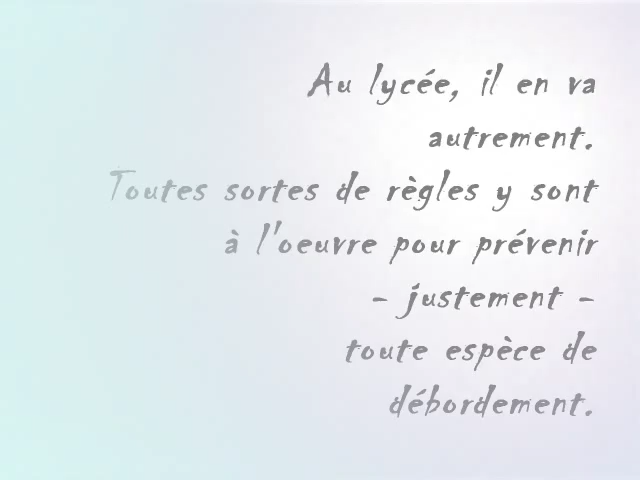 Au lycée, il en va
autrement.
Toutes sortes de règles y sont
à l'oeuvre pour prévenir
- justement -
toute espèce de
débordement.